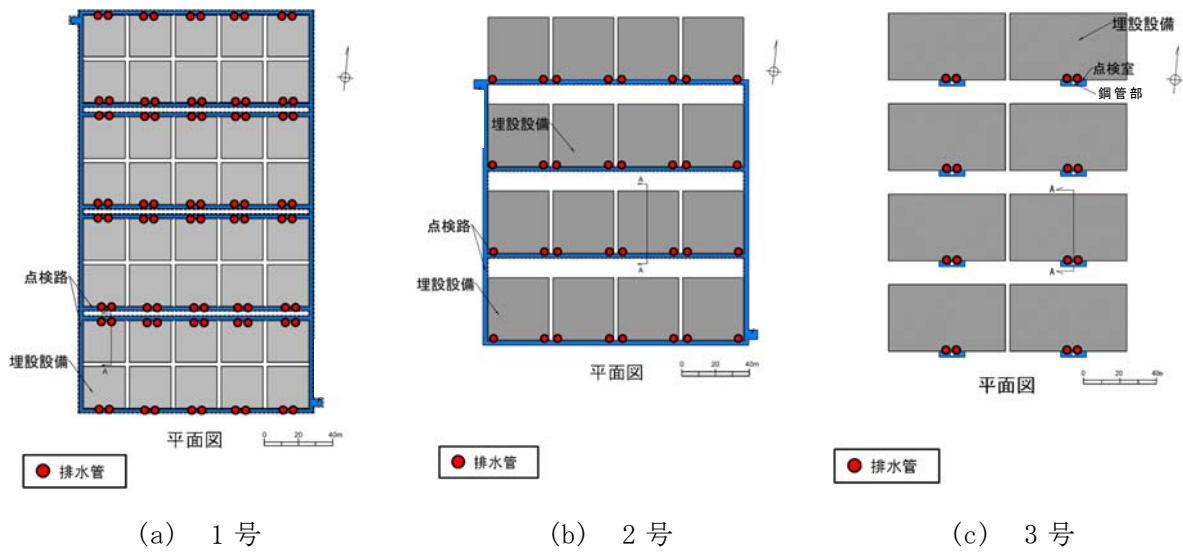 点検路
埋設設備
A
平面図
0 20 40m
排水管
(a) 1号
埋設設備
A
A
点検路
埋設設備
平面図
0 20 40m
排水管
(b) 2号
埋設設備
点検室
鋼管部
A
A
平面図
0 20 40m
排水管
(c) 3号